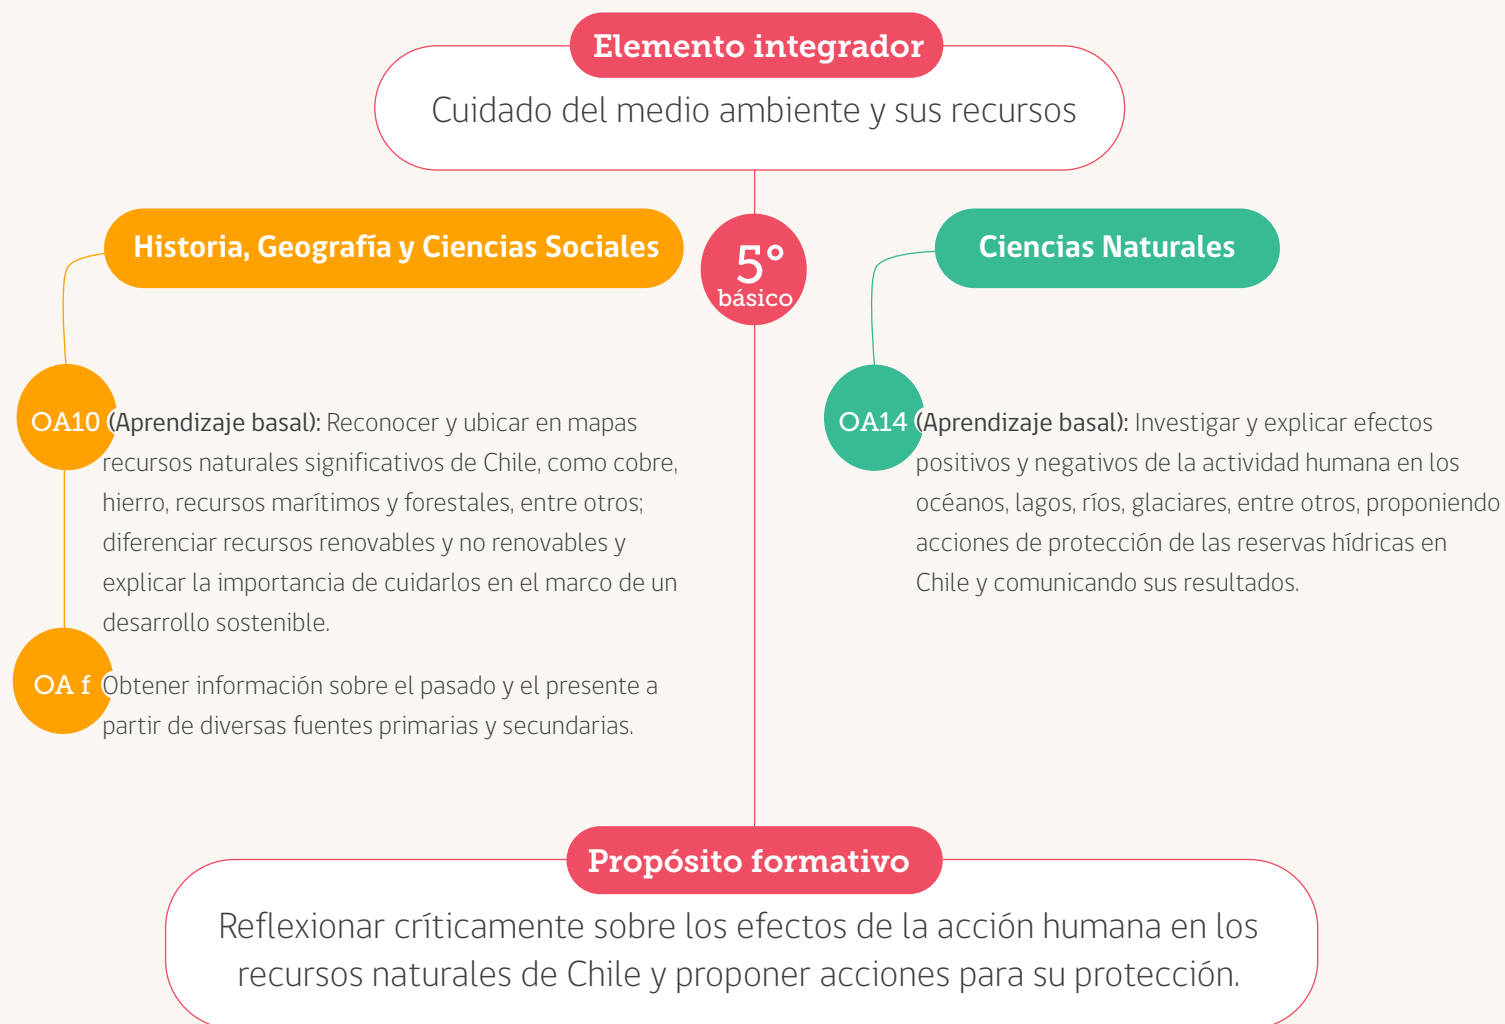 Elemento integrador
Cuidado del medio ambiente y sus recursos
5°
básico
Historia, Geografía y Ciencias Sociales
OA10 (Aprendizaje basal): Reconocer y ubicar en mapas
recursos naturales significativos de Chile, como cobre,
hierro, recursos marítimos y forestales, entre otros;
diferenciar recursos renovables y no renovables y
explicar la importancia de cuidarlos en el marco de un
desarrollo sostenible.
OA f Obtener información sobre el pasado y el presente a
partir de diversas fuentes primarias y secundarias.
Ciencias Naturales
OA14 (Aprendizaje basal): Investigar y explicar efectos
positivos y negativos de la actividad humana en los
océanos, lagos, ríos, glaciares, entre otros, proponiendo
acciones de protección de las reservas hídricas en
Chile y comunicando sus resultados.
Propósito formativo
Reflexionar críticamente sobre los efectos de la acción humana en los
recursos naturales de Chile y proponer acciones para su protección.